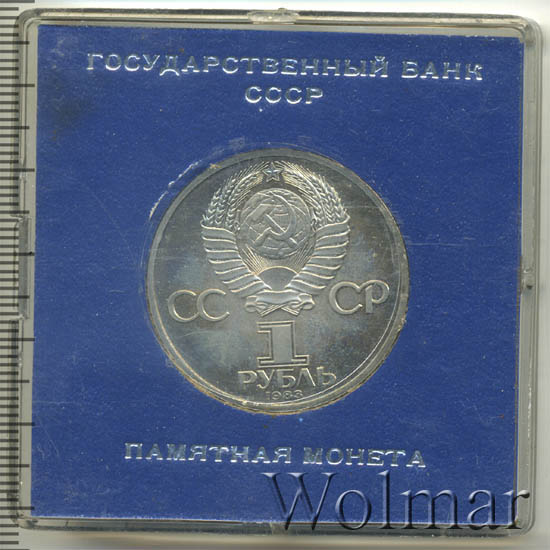 ГОСУДАРСТВЕННЫЙ БАНК
СССР
СС СР
1
РУБЛЬ
1983
ПАМЯТНАЯ МОНЕТА
Wolmar